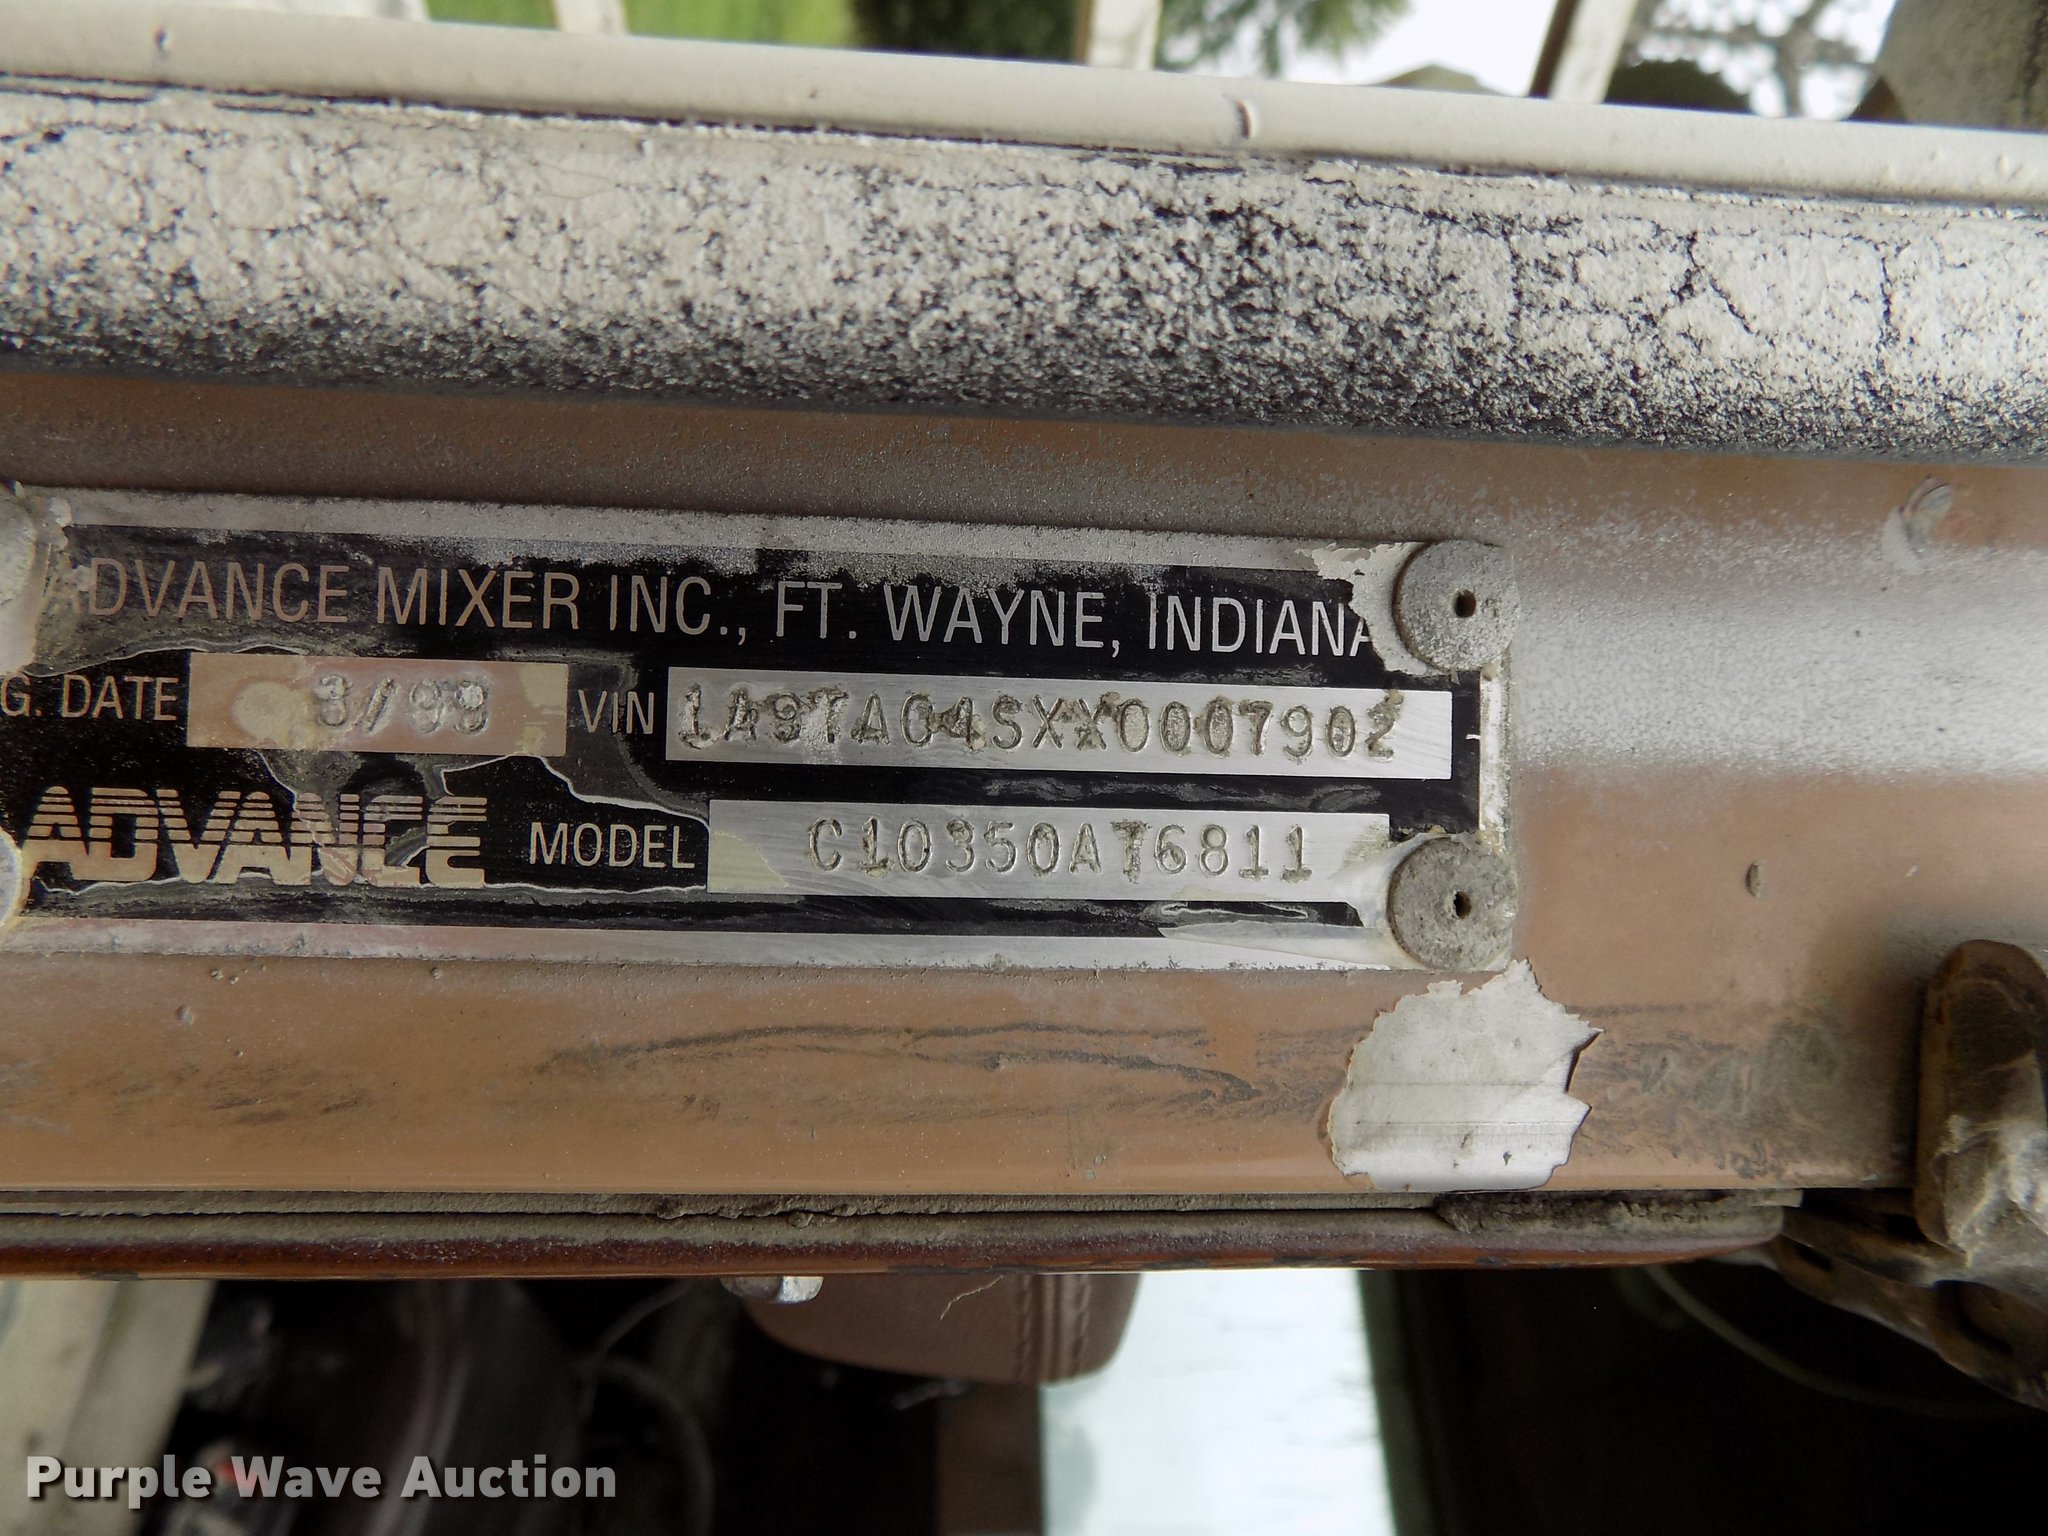 ADVANCE MIXER INC., FT. WAYNE, INDIANA
G. DATE 3/99 VIN 1A9TA04SXX0007902
ADVANCE MODEL C10350AT6811
Purple Wave Auction